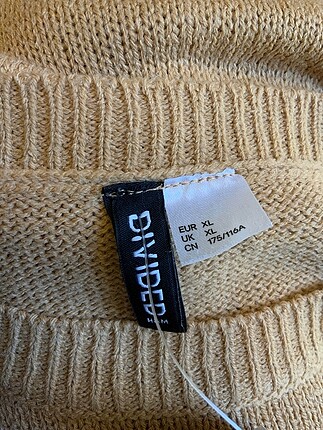 DIVIDED
H&M
EUR XL
UK XL
CN 175/116A